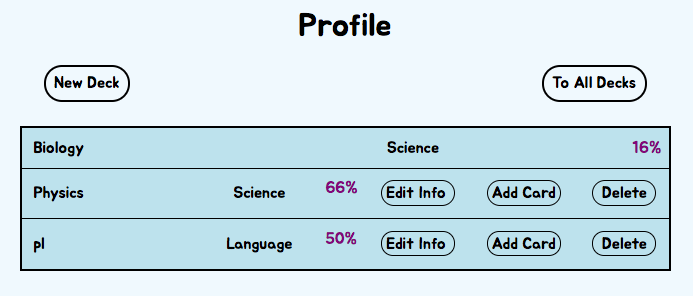 Profile
New Deck To All Decks
Biology Science 16%
Physics Science 66% Edit Info Add Card Delete
pl Language 50% Edit Info Add Card Delete